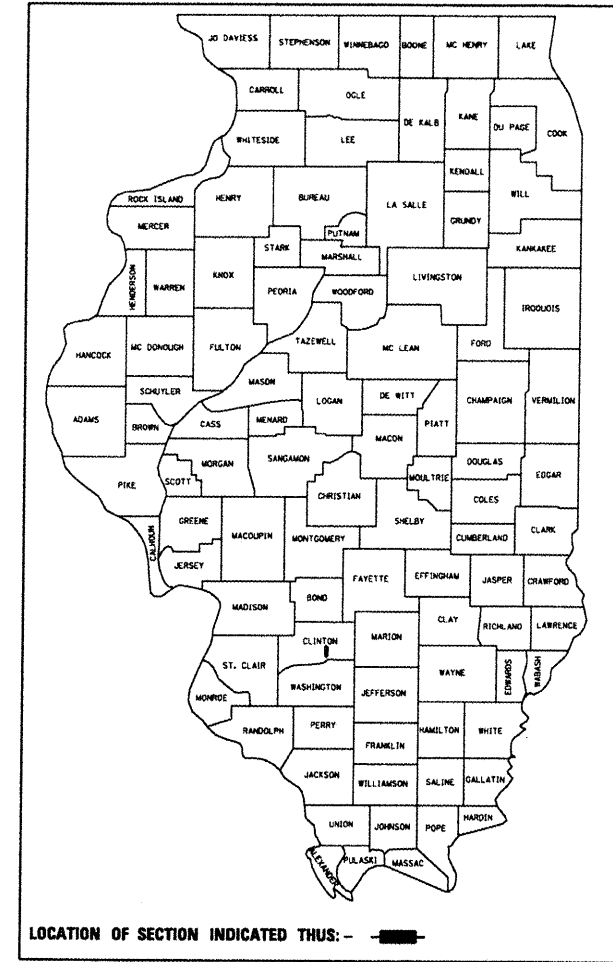 JO DAVIESS STEPHENSON WINNEBAGO BOONE MC HENRY LAKE
CARROLL OGLE DE KALB KANE DU PAGE COOK
WHITESIDE LEE KENDALL WILL
ROCK ISLAND HENRY BUREAU LA SALLE GRUNDY
MERCER PUTNAM KANKAKEE
STARK MARSHALL
HENDERSON WARREN KNOX PEORIA WOODFORD LIVINGSTON IROQUOIS
HANCOCK MC DONOUGH FULTON TAZEWELL MC LEAN FORD
SCHUYLER MASON LOGAN DE WITT CHAMPAIGN VERMILION
ADAMS BROWN CASS MENARD MACON PIATT
PIKE SCOTT MORGAN SANGAMON MOULTRIE DOUGLAS EDGAR
CHRISTIAN COLES
CALHOUN GREENE MACOUPIN MONTGOMERY SHELBY CUMBERLAND CLARK
JERSEY FAYETTE EFFINGHAM JASPER CRAWFORD
MADISON BOND CLAY RICHLAND LAWRENCE
CLINTON MARION
ST. CLAIR WAYNE EDWARDS WABASH
MONROE WASHINGTON JEFFERSON
RANDOLPH PERRY HAMILTON WHITE
FRANKLIN
JACKSON WILLIAMSON SALINE GALLATIN
UNION JOHNSON POPE HARDIN
ALEXANDER PULASKI MASSAC
LOCATION OF SECTION INDICATED THUS: -